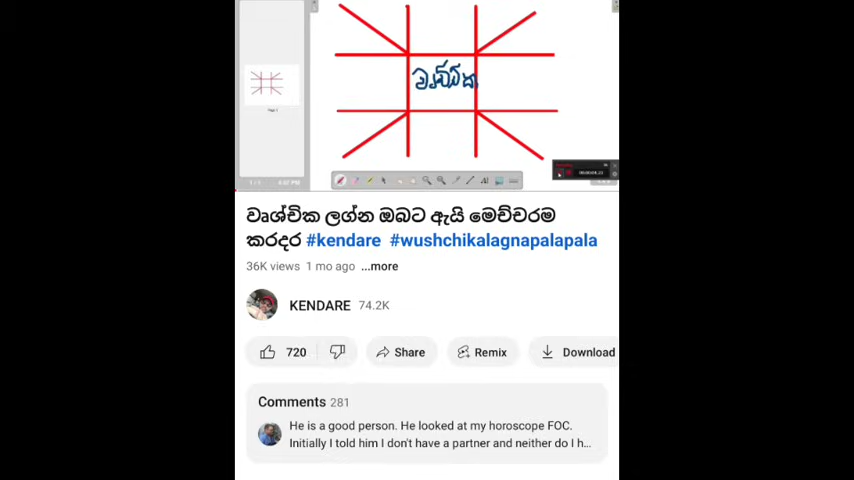 වෘශ්චික
වෘශ්චික ලග්න ඔබට ඇයි මෙච්චරම
කරදර #kendare #wushchikalagnapalapala
36K views 1 mo ago ...more
KENDARE 74.2K
720 Share Remix Download
Comments 281
He is a good person. He looked at my horoscope FOC.
Initially I told him I don't have a partner and neither do I h...